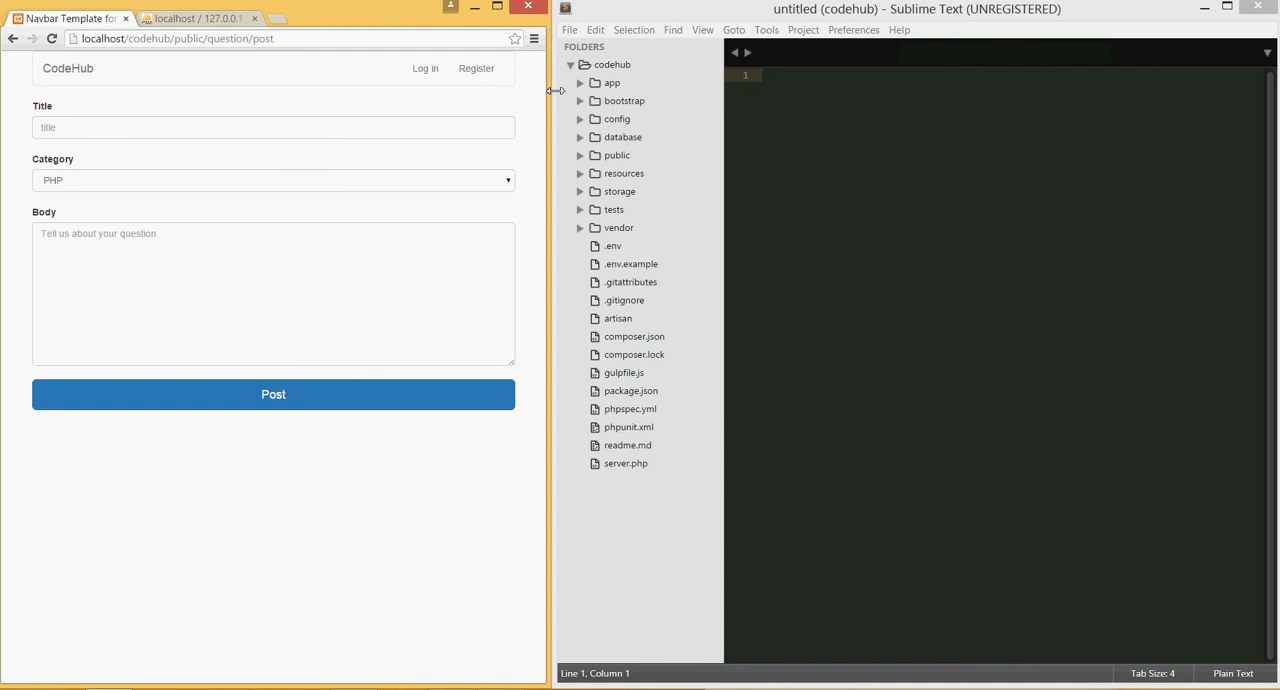 Navbar Template for
localhost / 127.0.0.1
localhost/codehub/public/question/post
CodeHub
Log in
Register
Title
title
Category
PHP
Body
Tell us about your question
Post
untitled (codehub) - Sublime Text (UNREGISTERED)
File Edit Selection Find View Goto Tools Project Preferences Help
FOLDERS
codehub
app
bootstrap
config
database
public
resources
storage
tests
vendor
.env
.env.example
.gitattributes
.gitignore
artisan
composer.json
composer.lock
gulpfile.js
package.json
phpspec.yml
phpunit.xml
readme.md
server.php
1
Line 1, Column 1
Tab Size: 4
Plain Text